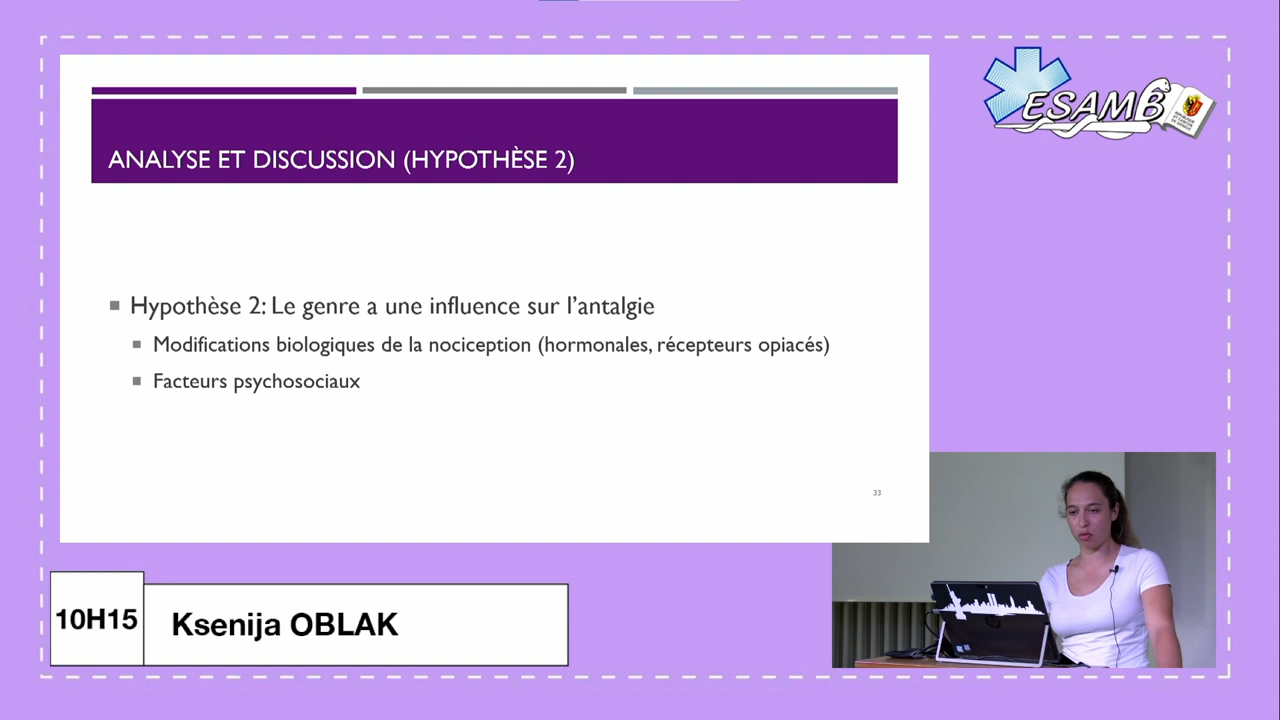 ANALYSE ET DISCUSSION (HYPOTHÈSE 2)
Hypothèse 2: Le genre a une influence sur l’antalgie
Modifications biologiques de la nociception (hormonales, récepteurs opiacés)
Facteurs psychosociaux
33
ESAMB
10H15
Ksenija OBLAK